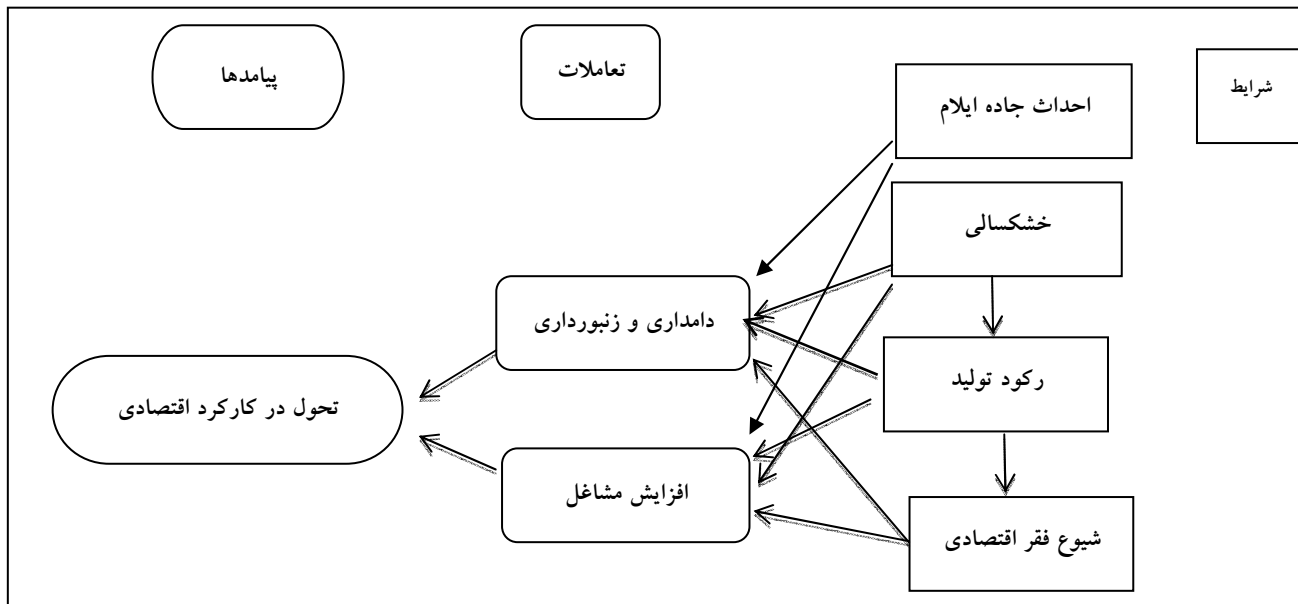 شرایط
احداث جاده ایلام
تعاملات
پیامدها
خشکسالی
دامداری و زنبورداری
رکود تولید
تحول در کارکرد اقتصادی
افزایش مشاغل
شیوع فقر اقتصادی